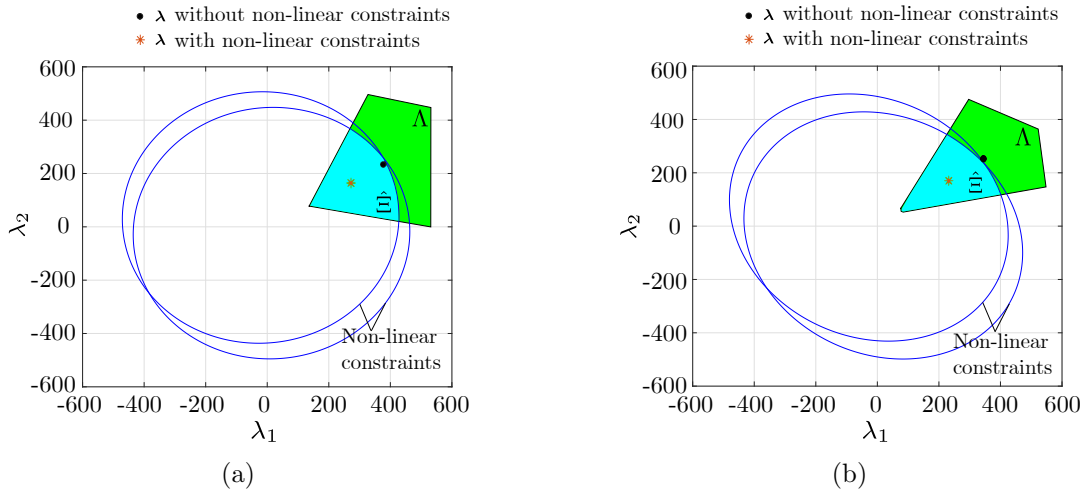 λ without non-linear constraints
λ with non-linear constraints
600
400
200
0
-200
-400
-600
λ2
Λ
Ξ̂
Non-linear
constraints
-600 -400 -200 0 200 400 600
λ1
(a)
λ without non-linear constraints
λ with non-linear constraints
600
400
200
0
-200
-400
-600
λ2
Λ
Ξ̂
Non-linear
constraints
-600 -400 -200 0 200 400 600
λ1
(b)